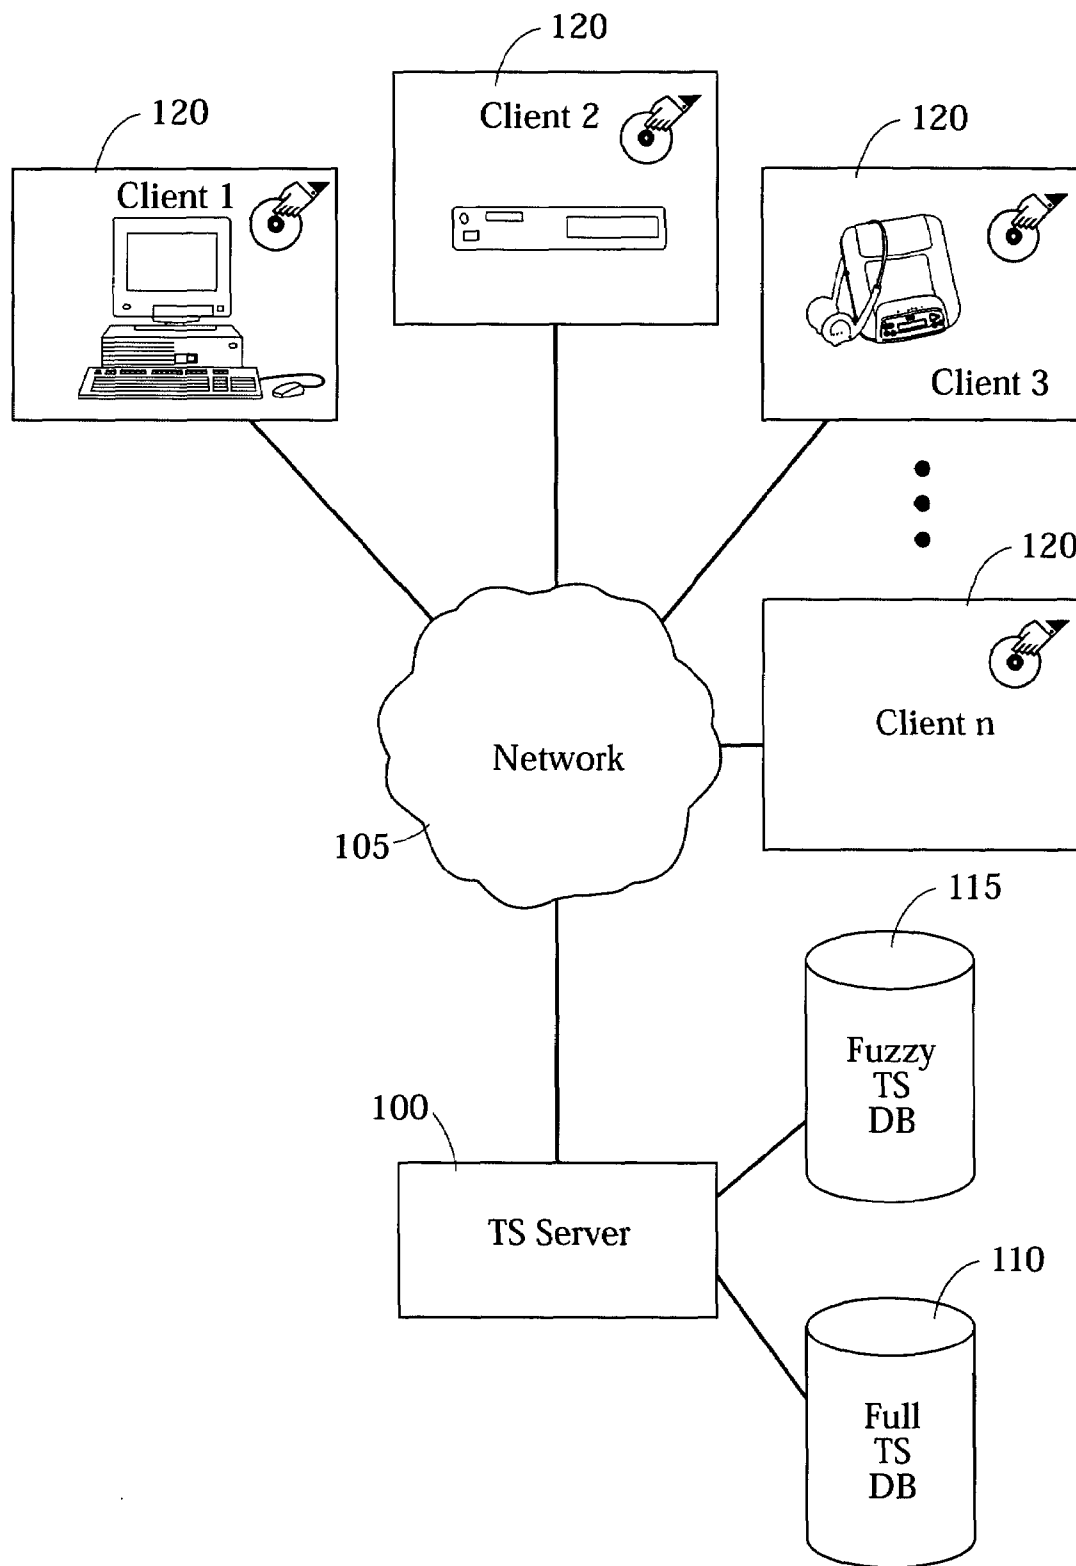 120
120
Client 2
120
Client 1
Client 3
120
Client n
Network
105
115
Fuzzy
TS
DB
100
TS Server
110
Full
TS
DB